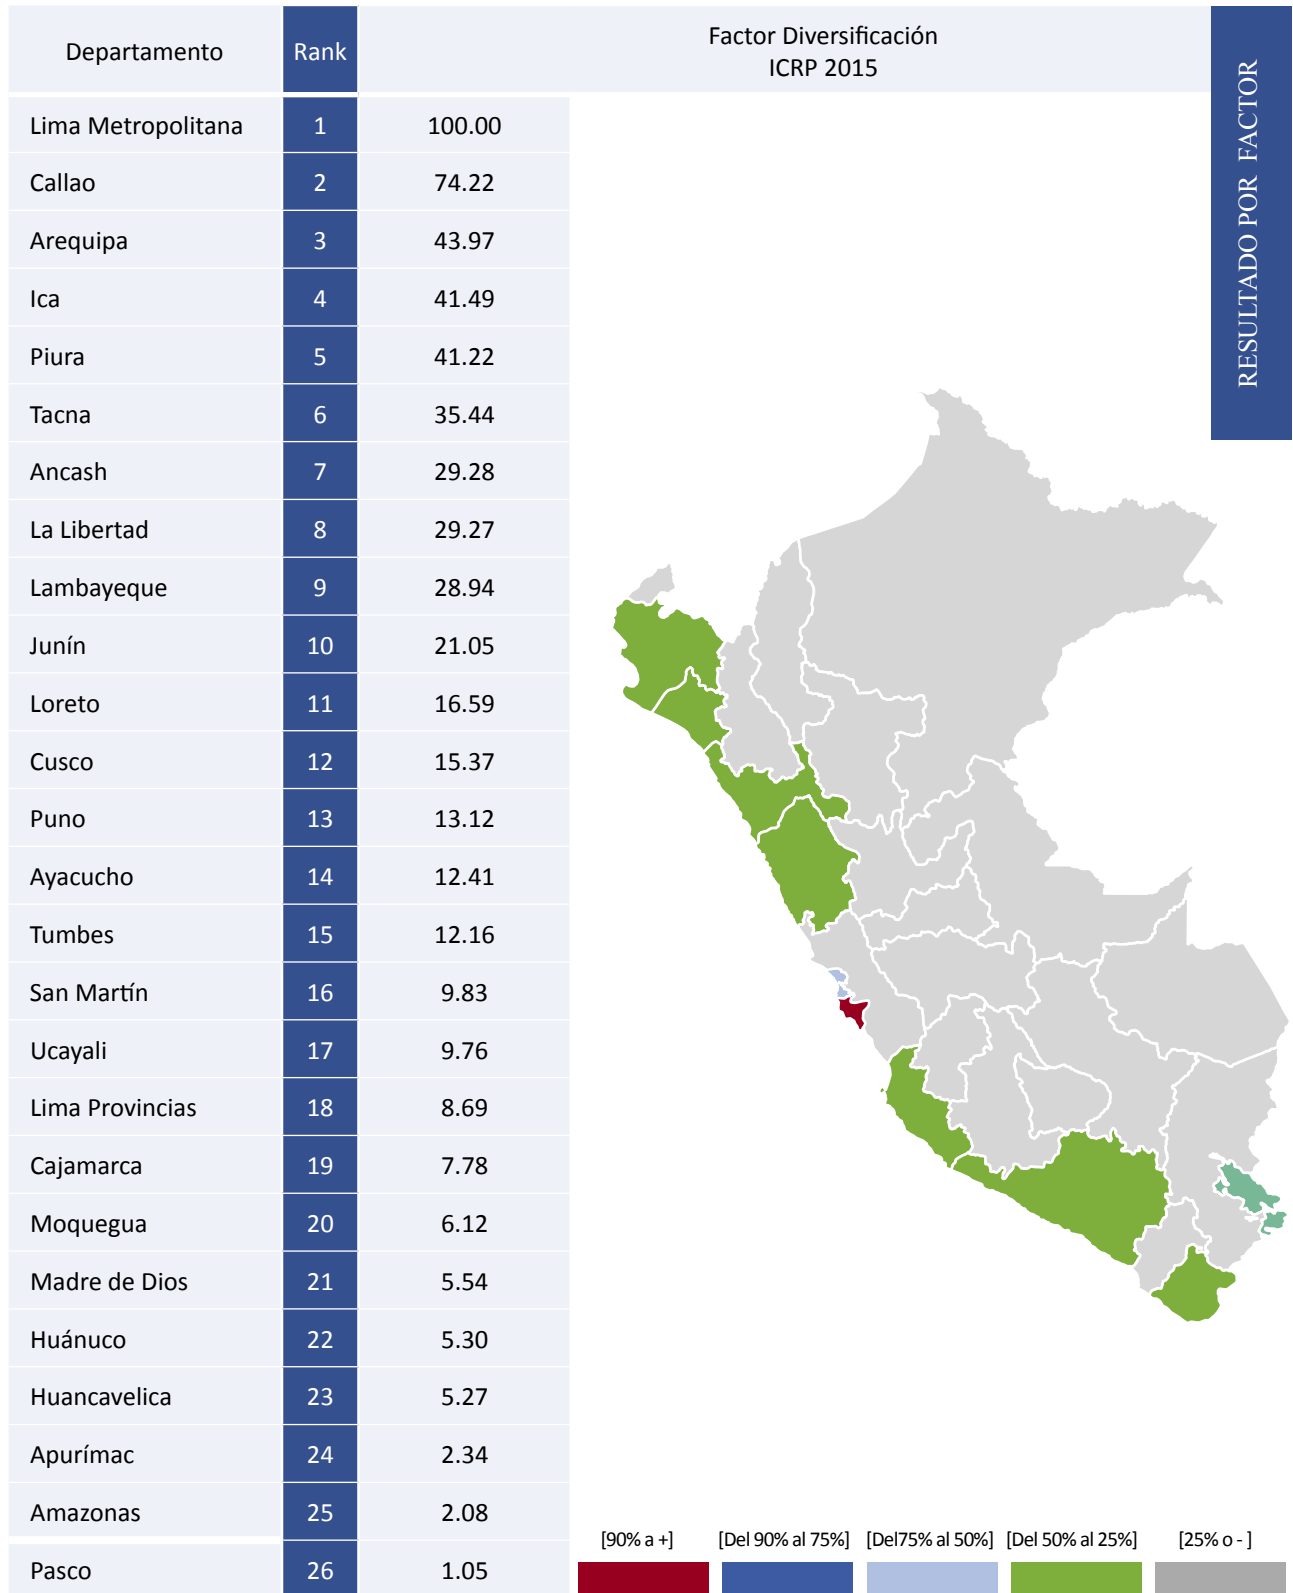 Departamento Rank Factor Diversificación
ICRP 2015
RESULTADO POR FACTOR
Lima Metropolitana 1 100.00
Callao 2 74.22
Arequipa 3 43.97
Ica 4 41.49
Piura 5 41.22
Tacna 6 35.44
Ancash 7 29.28
La Libertad 8 29.27
Lambayeque 9 28.94
Junín 10 21.05
Loreto 11 16.59
Cusco 12 15.37
Puno 13 13.12
Ayacucho 14 12.41
Tumbes 15 12.16
San Martín 16 9.83
Ucayali 17 9.76
Lima Provincias 18 8.69
Cajamarca 19 7.78
Moquegua 20 6.12
Madre de Dios 21 5.54
Huánuco 22 5.30
Huancavelica 23 5.27
Apurímac 24 2.34
Amazonas 25 2.08
Pasco 26 1.05
[90% a +] [Del 90% al 75%] [Del75% al 50%] [Del 50% al 25%] [25% o - ]